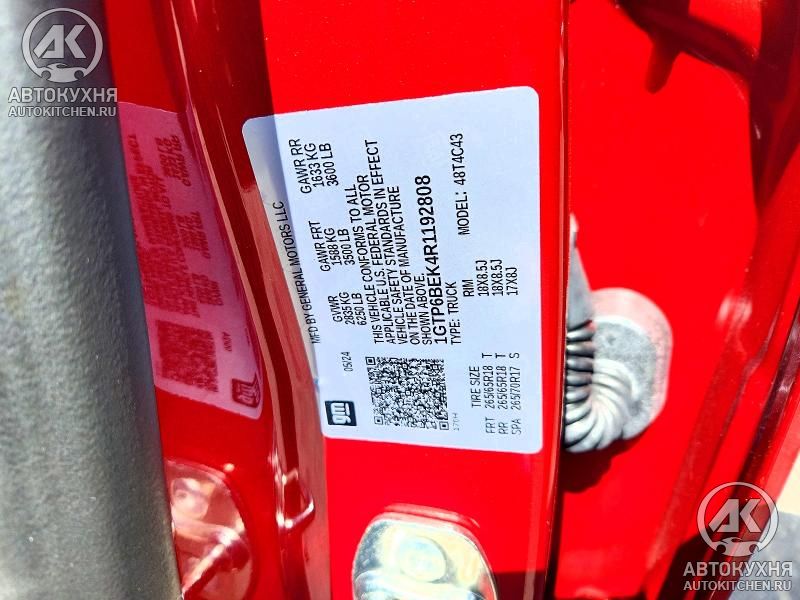 АВТОКУХНЯ
AUTOKITCHEN.RU
MFD BY GENERAL MOTORS LLC
05/24
GVWR GAWR FRT GAWR RR
2835 KG 1588 KG 1633 KG
6250 LB 3500 LB 3600 LB
THIS VEHICLE CONFORMS TO ALL
APPLICABLE U.S. FEDERAL MOTOR
VEHICLE SAFETY STANDARDS IN EFFECT
ON THE DATE OF MANUFACTURE
SHOWN ABOVE.
1GTP6BEK4R1192808
TYPE: TRUCK MODEL: 48T4C43
TIRE SIZE RIM
FRT 265/65R18 T 18X8.5J
RR 265/65R18 T 18X8.5J
SPA 265/70R17 S 17X8J
gm
АВТОКУХНЯ
AUTOKITCHEN.RU